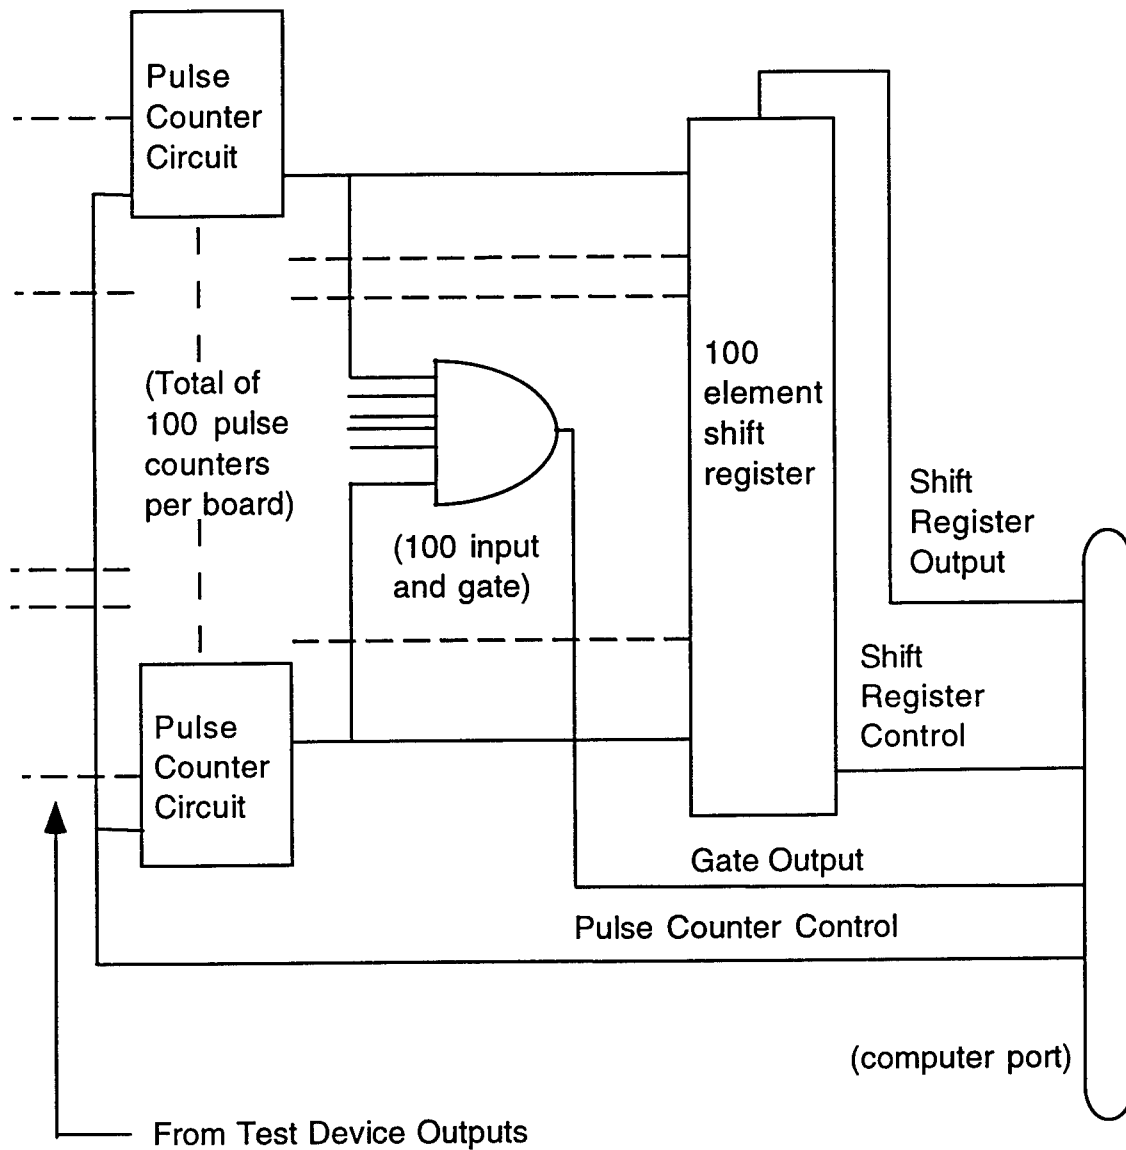 Pulse
Counter
Circuit
(Total of
100 pulse
counters
per board)
(100 input
and gate)
100
element
shift
register
Shift
Register
Output
Shift
Register
Control
Pulse
Counter
Circuit
Gate Output
Pulse Counter Control
(computer port)
From Test Device Outputs